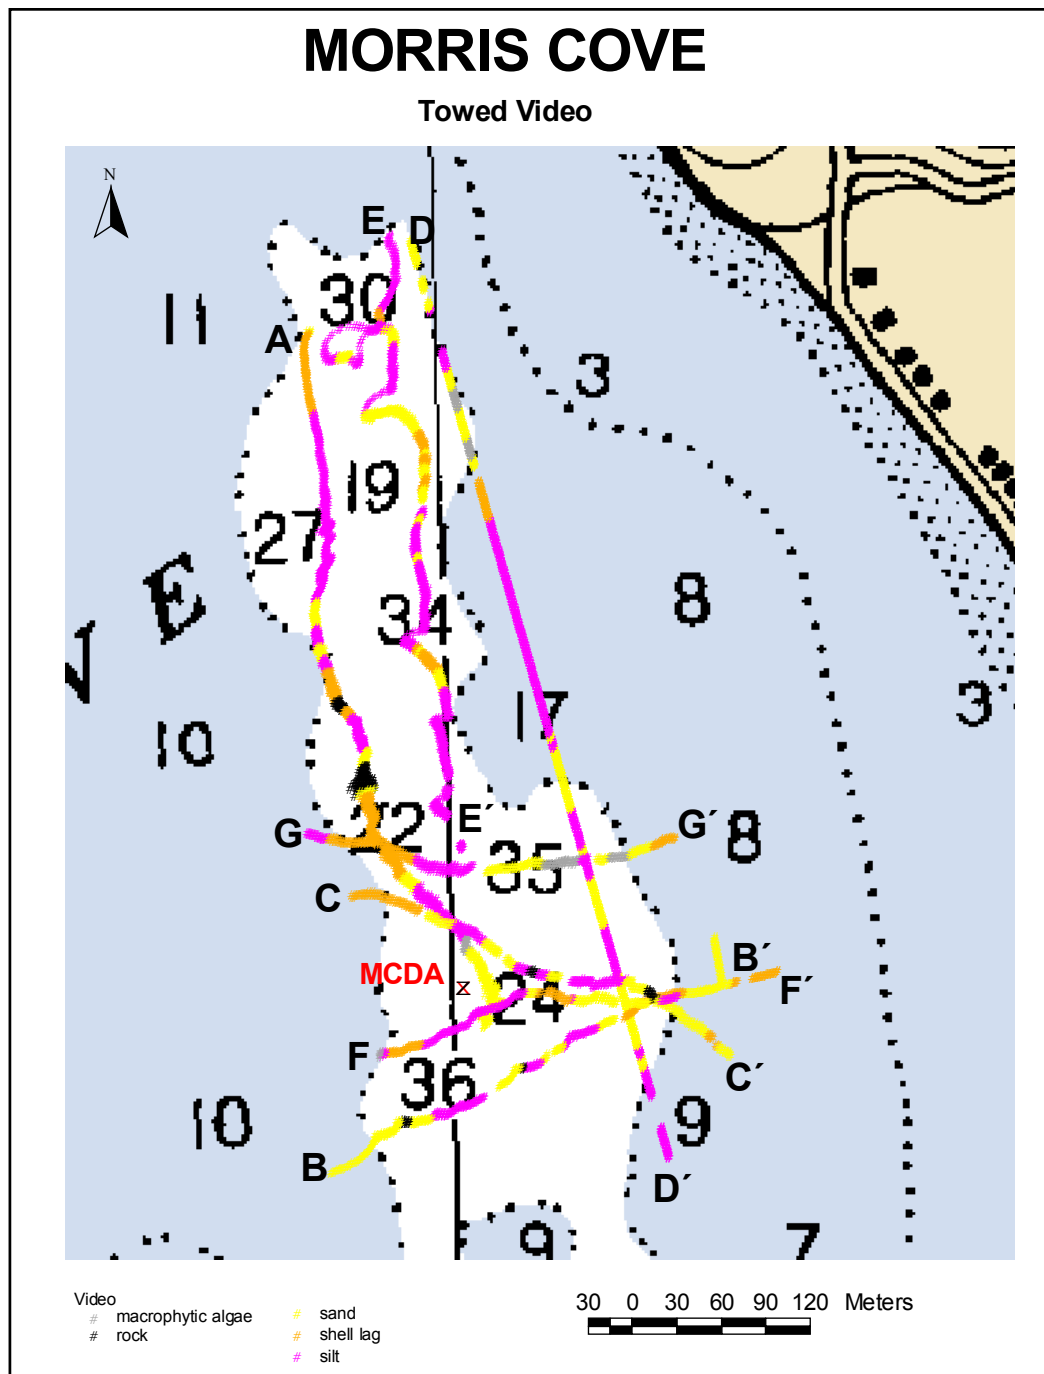 MORRIS COVE
Towed Video
N
E
D
30
11
A
3
19
27
E
8
34
N
3
17
10
22
E´
G
G´
8
35
C
MCDA
B´
F´
24
F
C´
36
10
9
B
D´
9
7
Video
# macrophytic algae
# rock
# sand
# shell lag
# silt
30 0 30 60 90 120 Meters